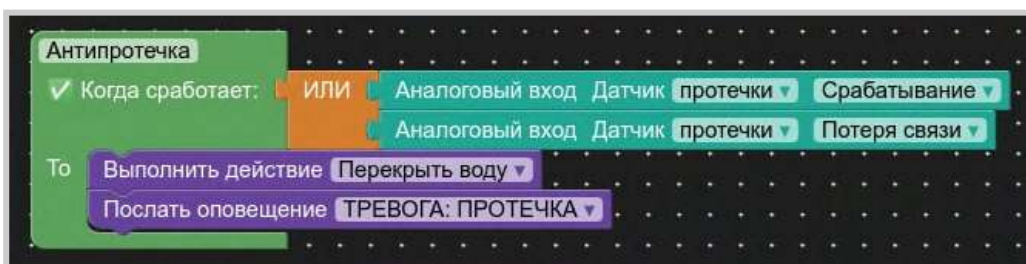 Антипротечка
Когда сработает: ИЛИ Аналоговый вход Датчик протечки Срабатывание
Аналоговый вход Датчик протечки Потеря связи
То Выполнить действие Перекрыть воду
Послать оповещение ТРЕВОГА: ПРОТЕЧКА